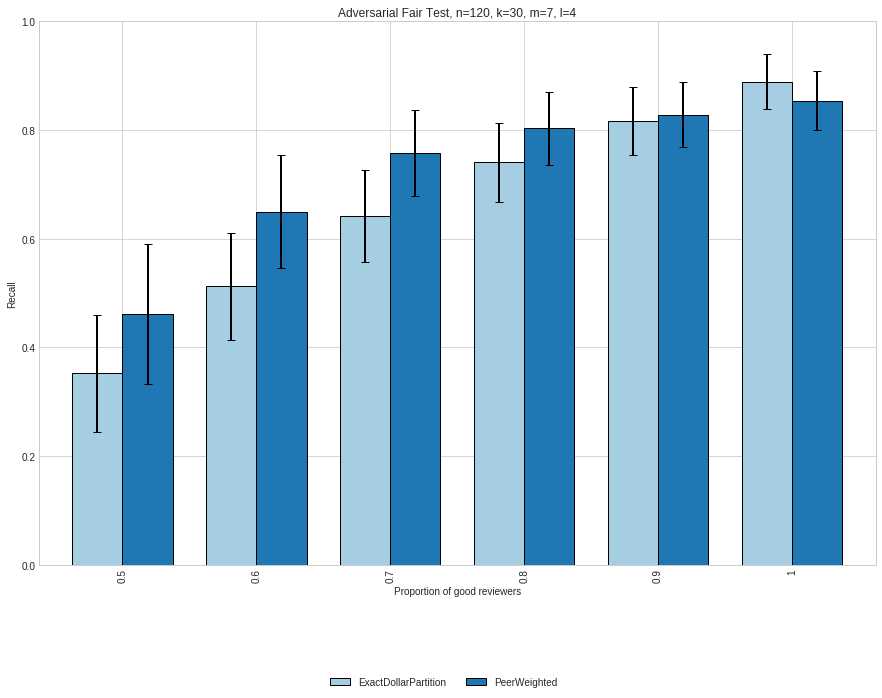 Adversarial Fair Test, n=120, k=30, m=7, l=4
1.0
0.8
0.6
0.4
0.2
0.0
Recall
0.5
0.6
0.7
0.8
0.9
1
Proportion of good reviewers
ExactDollarPartition
PeerWeighted